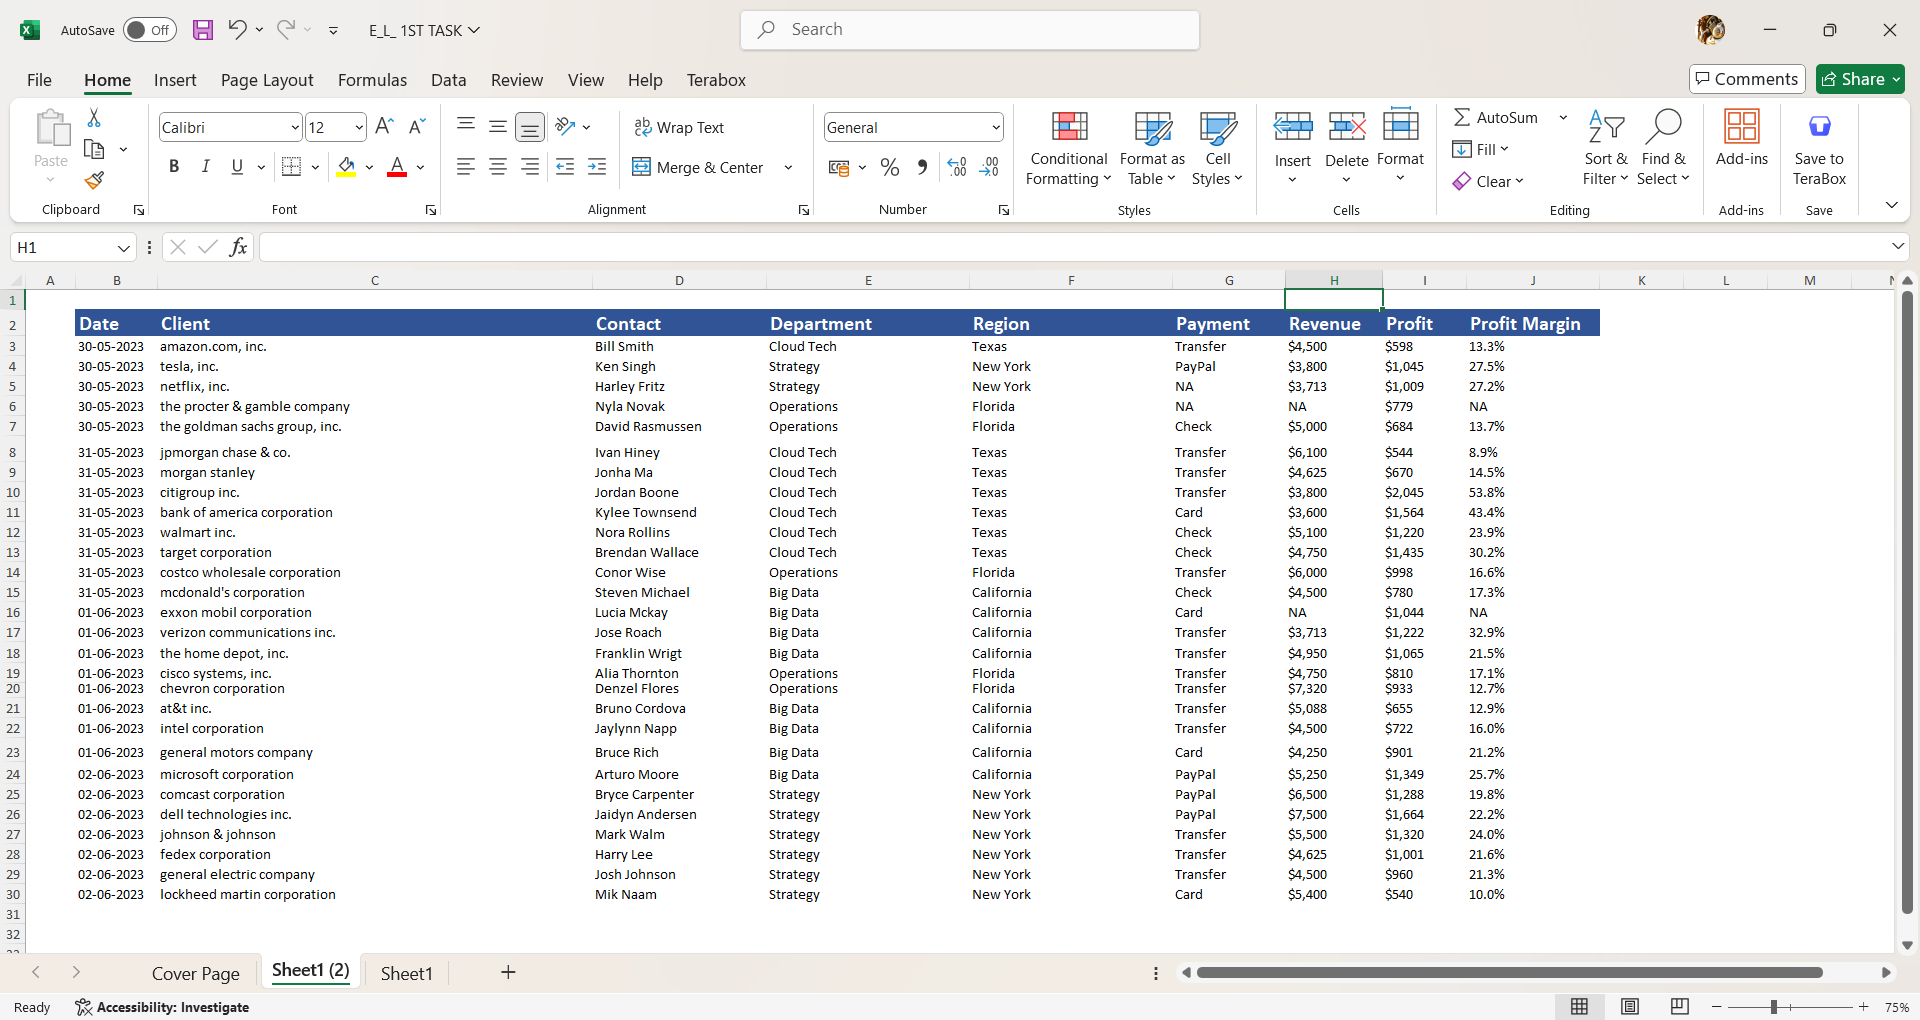 AutoSave Off E_L_ 1ST TASK Search
File Home Insert Page Layout Formulas Data Review View Help Terabox Comments Share
Paste Calibri 12 Wrap Text General Conditional Formatting Format as Table Cell Styles Insert Delete Format AutoSum Fill Clear Sort & Filter Find & Select Add-ins Save to TeraBox
B I U A Merge & Center % 9
Clipboard Font Alignment Number Styles Cells Editing Add-ins Save
H1 fx
A B C D E F G H I J K L M N
1
2 Date Client Contact Department Region Payment Revenue Profit Profit Margin
3 30-05-2023 amazon.com, inc. Bill Smith Cloud Tech Texas Transfer $4,500 $598 13.3%
4 30-05-2023 tesla, inc. Ken Singh Strategy New York PayPal $3,800 $1,045 27.5%
5 30-05-2023 netflix, inc. Harley Fritz Strategy New York NA $3,713 $1,009 27.2%
6 30-05-2023 the procter & gamble company Nyla Novak Operations Florida NA NA $779 NA
7 30-05-2023 the goldman sachs group, inc. David Rasmussen Operations Florida Check $5,000 $684 13.7%
8 31-05-2023 jpmorgan chase & co. Ivan Hiney Cloud Tech Texas Transfer $6,100 $544 8.9%
9 31-05-2023 morgan stanley Jonha Ma Cloud Tech Texas Transfer $4,625 $670 14.5%
10 31-05-2023 citigroup inc. Jordan Boone Cloud Tech Texas Transfer $3,800 $2,045 53.8%
11 31-05-2023 bank of america corporation Kylee Townsend Cloud Tech Texas Card $3,600 $1,564 43.4%
12 31-05-2023 walmart inc. Nora Rollins Cloud Tech Texas Check $5,100 $1,220 23.9%
13 31-05-2023 target corporation Brendan Wallace Cloud Tech Texas Check $4,750 $1,435 30.2%
14 31-05-2023 costco wholesale corporation Conor Wise Operations Florida Transfer $6,000 $998 16.6%
15 31-05-2023 mcdonald's corporation Steven Michael Big Data California Check $4,500 $780 17.3%
16 01-06-2023 exxon mobil corporation Lucia Mckay Big Data California Card NA $1,044 NA
17 01-06-2023 verizon communications inc. Jose Roach Big Data California Transfer $3,713 $1,222 32.9%
18 01-06-2023 the home depot, inc. Franklin Wrigt Big Data California Transfer $4,950 $1,065 21.5%
19 01-06-2023 cisco systems, inc. Alia Thornton Operations Florida Transfer $4,750 $810 17.1%
20 01-06-2023 chevron corporation Denzel Flores Operations Florida Transfer $7,320 $933 12.7%
21 01-06-2023 at&t inc. Bruno Cordova Big Data California Transfer $5,088 $655 12.9%
22 01-06-2023 intel corporation Jaylynn Napp Big Data California Transfer $4,500 $722 16.0%
23 01-06-2023 general motors company Bruce Rich Big Data California Card $4,250 $901 21.2%
24 02-06-2023 microsoft corporation Arturo Moore Big Data California PayPal $5,250 $1,349 25.7%
25 02-06-2023 comcast corporation Bryce Carpenter Strategy New York PayPal $6,500 $1,288 19.8%
26 02-06-2023 dell technologies inc. Jaidyn Andersen Strategy New York PayPal $7,500 $1,664 22.2%
27 02-06-2023 johnson & johnson Mark Walm Strategy New York Transfer $5,500 $1,320 24.0%
28 02-06-2023 fedex corporation Harry Lee Strategy New York Transfer $4,625 $1,001 21.6%
29 02-06-2023 general electric company Josh Johnson Strategy New York Transfer $4,500 $960 21.3%
30 02-06-2023 lockheed martin corporation Mik Naam Strategy New York Card $5,400 $540 10.0%
31
32
Cover Page Sheet1 (2) Sheet1
Ready Accessibility: Investigate 75%